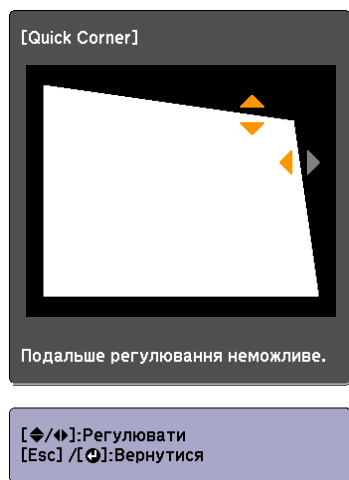 [Quick Corner]
Подальше регулювання неможливе.
[◆/◆]:Регулювати
[Esc] /[↵]:Вернутися